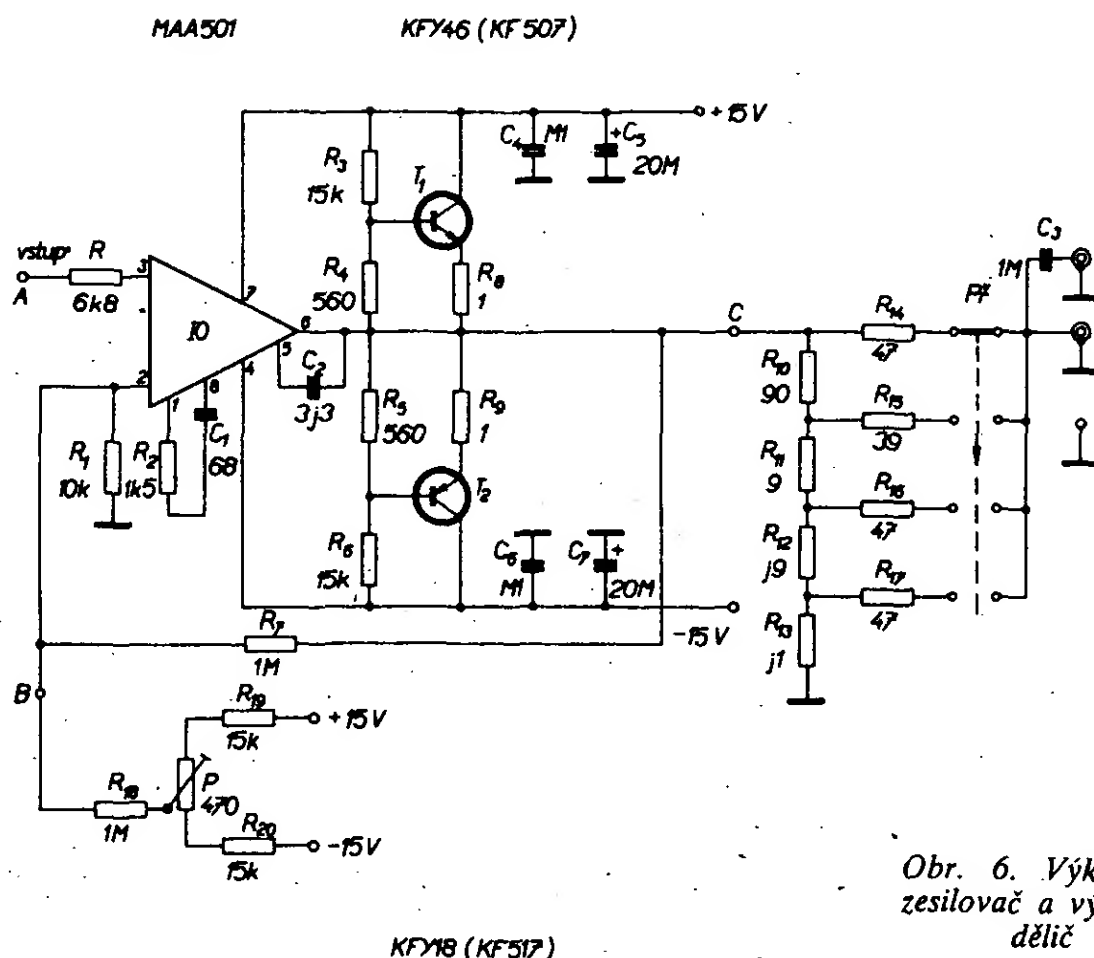 MAA501 KFY46 (KF507)
+15V
C4 M1 +C5 20M
R3 15k T1
vstup R A 6k8
3 7 IO 6 5 4 2 1 8
R4 560 R8 1
C2 3j3
C
C3 1M
R14 47 Př
R10 90
R15 39
R11 9
R16 47
R12 j9
R17 47
R13 j1
R1 10k R2 1k5 C1 68
R5 560 R9 1
T2
R6 15k C6 M1 C7 + 20M
-15V
R7 1M
B
R19 15k +15V
R18 1M P 470
R20 15k -15V
Obr. 6. Výk
zesilovač a vý
dělič
KFY18 (KF517)